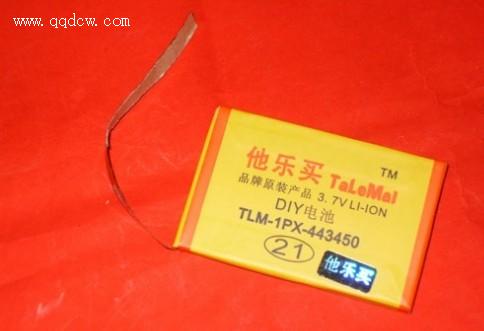 www.qqdcw.com
他乐买 TaLeMai ™
品牌原装产品 3.7V LI-ION
DIY电池
TLM-1PX-443450
21
他乐买